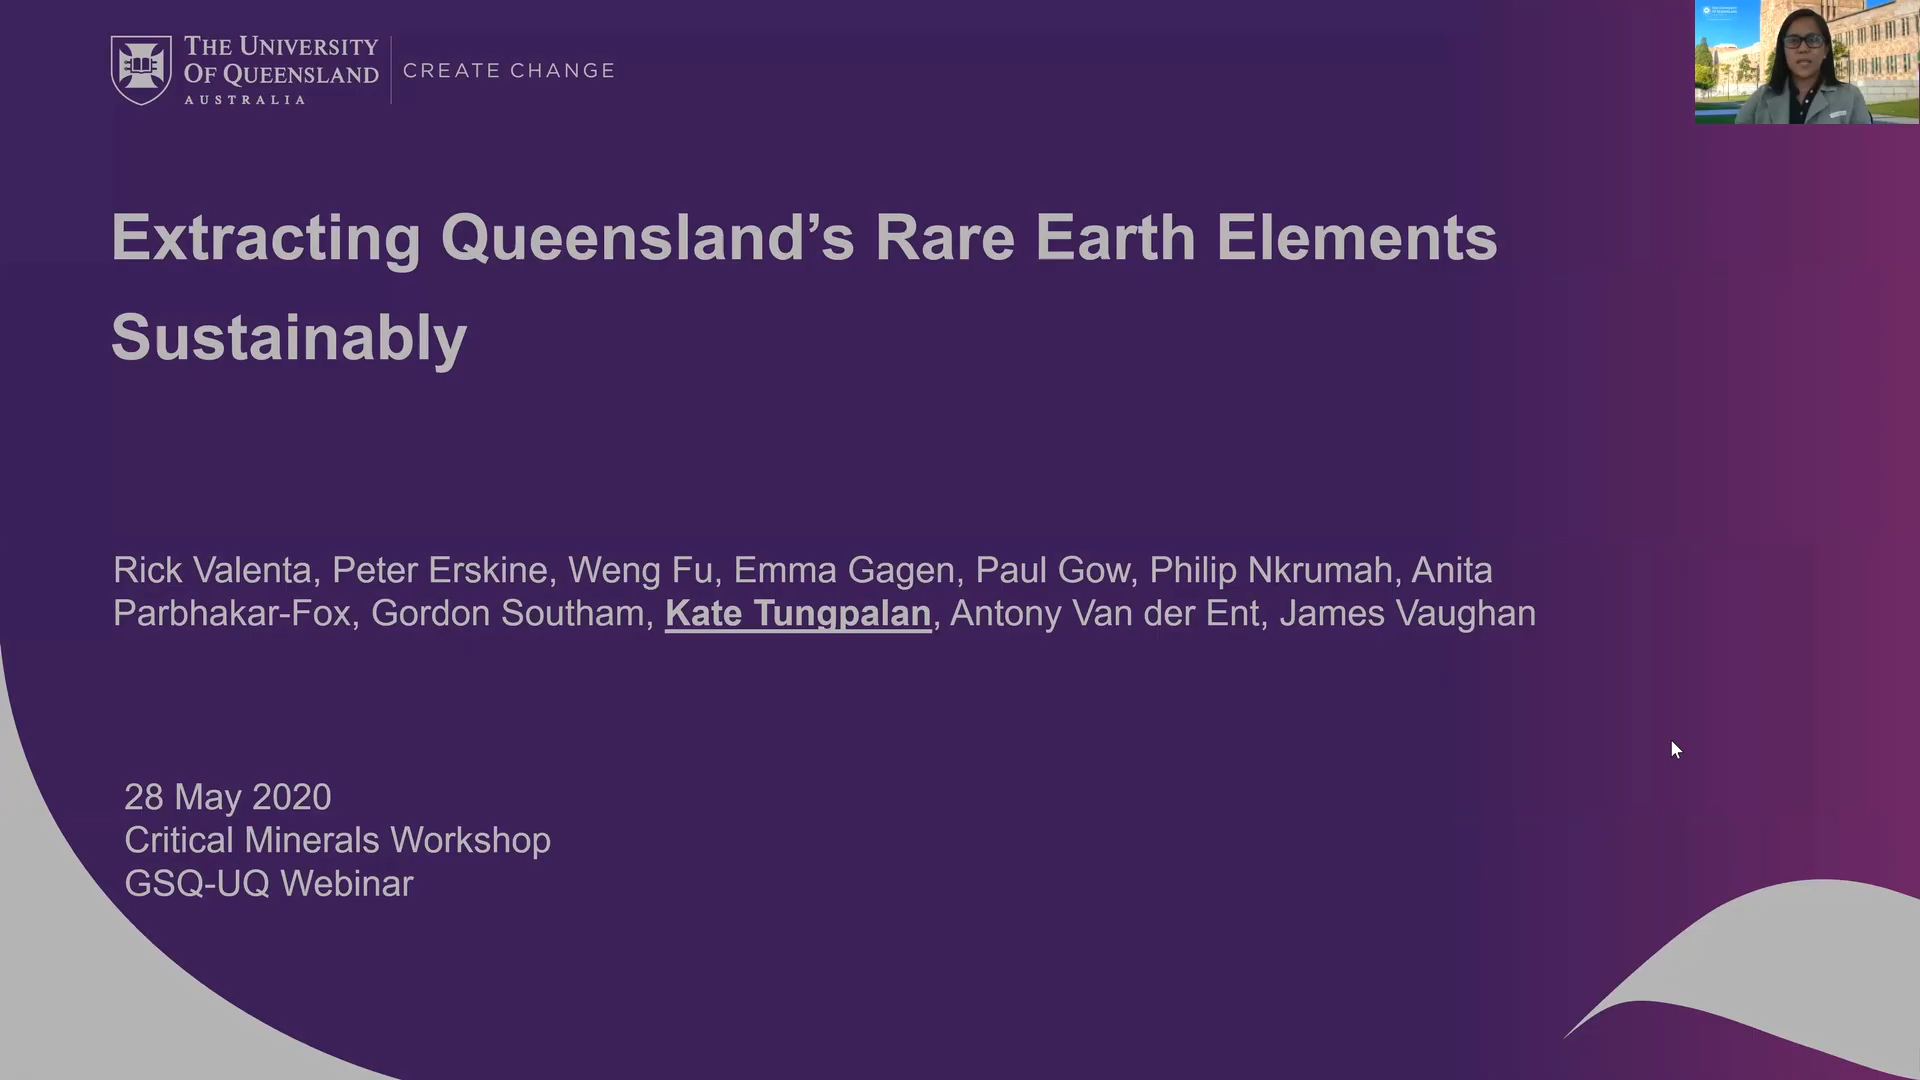 THE UNIVERSITY
OF QUEENSLAND
AUSTRALIA
CREATE CHANGE
Extracting Queensland’s Rare Earth Elements
Sustainably
Rick Valenta, Peter Erskine, Weng Fu, Emma Gagen, Paul Gow, Philip Nkrumah, Anita
Parbhakar-Fox, Gordon Southam, Kate Tungpalan, Antony Van der Ent, James Vaughan
28 May 2020
Critical Minerals Workshop
GSQ-UQ Webinar